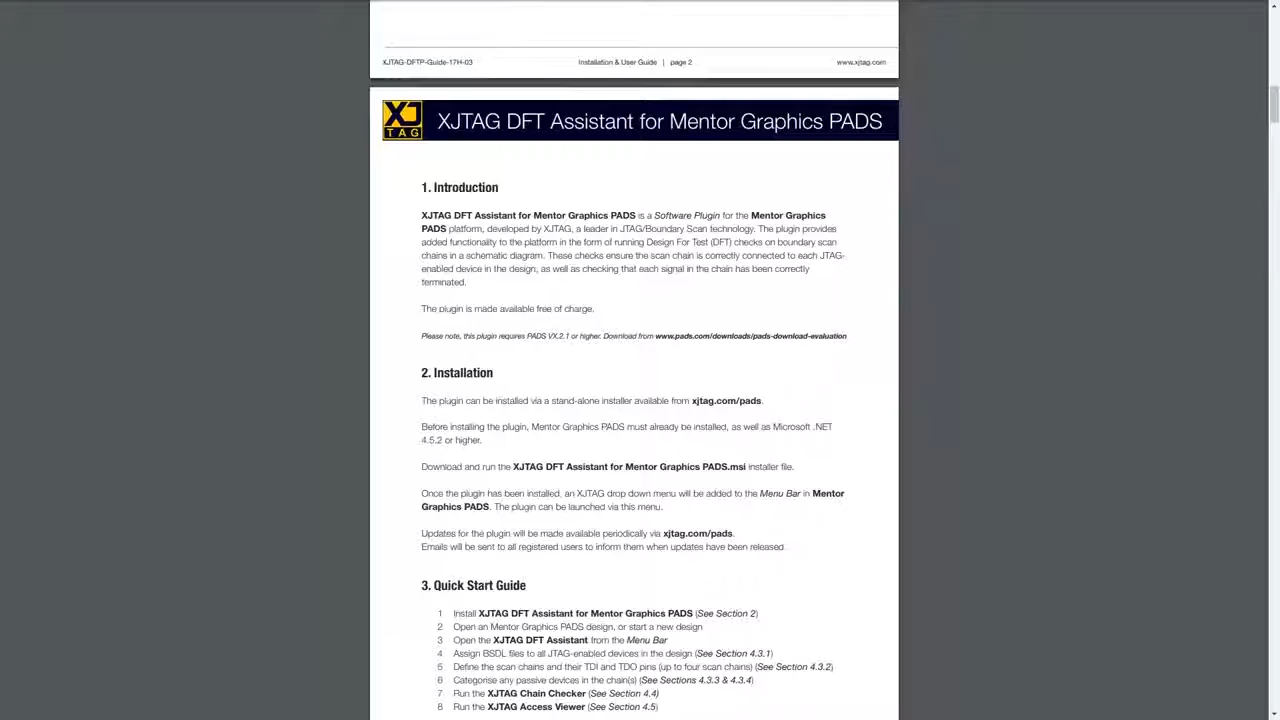 XJTAG-DFTP-Guide-17H-03 Installation & User Guide | page 2 www.xjtag.com
XJ
TAG
XJTAG DFT Assistant for Mentor Graphics PADS
1. Introduction
XJTAG DFT Assistant for Mentor Graphics PADS is a Software Plugin for the Mentor Graphics
PADS platform, developed by XJTAG, a leader in JTAG/Boundary Scan technology. The plugin provides
added functionality to the platform in the form of running Design For Test (DFT) checks on boundary scan
chains in a schematic diagram. These checks ensure the scan chain is correctly connected to each JTAG-
enabled device in the design, as well as checking that each signal in the chain has been correctly
terminated.
The plugin is made available free of charge.
Please note, this plugin requires PADS VX.2.1 or higher. Download from www.pads.com/downloads/pads-download-evaluation
2. Installation
The plugin can be installed via a stand-alone installer available from xjtag.com/pads.
Before installing the plugin, Mentor Graphics PADS must already be installed, as well as Microsoft .NET
4.5.2 or higher.
Download and run the XJTAG DFT Assistant for Mentor Graphics PADS.msi installer file.
Once the plugin has been installed, an XJTAG drop down menu will be added to the Menu Bar in Mentor
Graphics PADS. The plugin can be launched via this menu.
Updates for the plugin will be made available periodically via xjtag.com/pads.
Emails will be sent to all registered users to inform them when updates have been released.
3. Quick Start Guide
1 Install XJTAG DFT Assistant for Mentor Graphics PADS (See Section 2)
2 Open an Mentor Graphics PADS design, or start a new design
3 Open the XJTAG DFT Assistant from the Menu Bar
4 Assign BSDL files to all JTAG-enabled devices in the design (See Section 4.3.1)
5 Define the scan chains and their TDI and TDO pins (up to four scan chains) (See Section 4.3.2)
6 Categorise any passive devices in the chain(s) (See Sections 4.3.3 & 4.3.4)
7 Run the XJTAG Chain Checker (See Section 4.4)
8 Run the XJTAG Access Viewer (See Section 4.5)